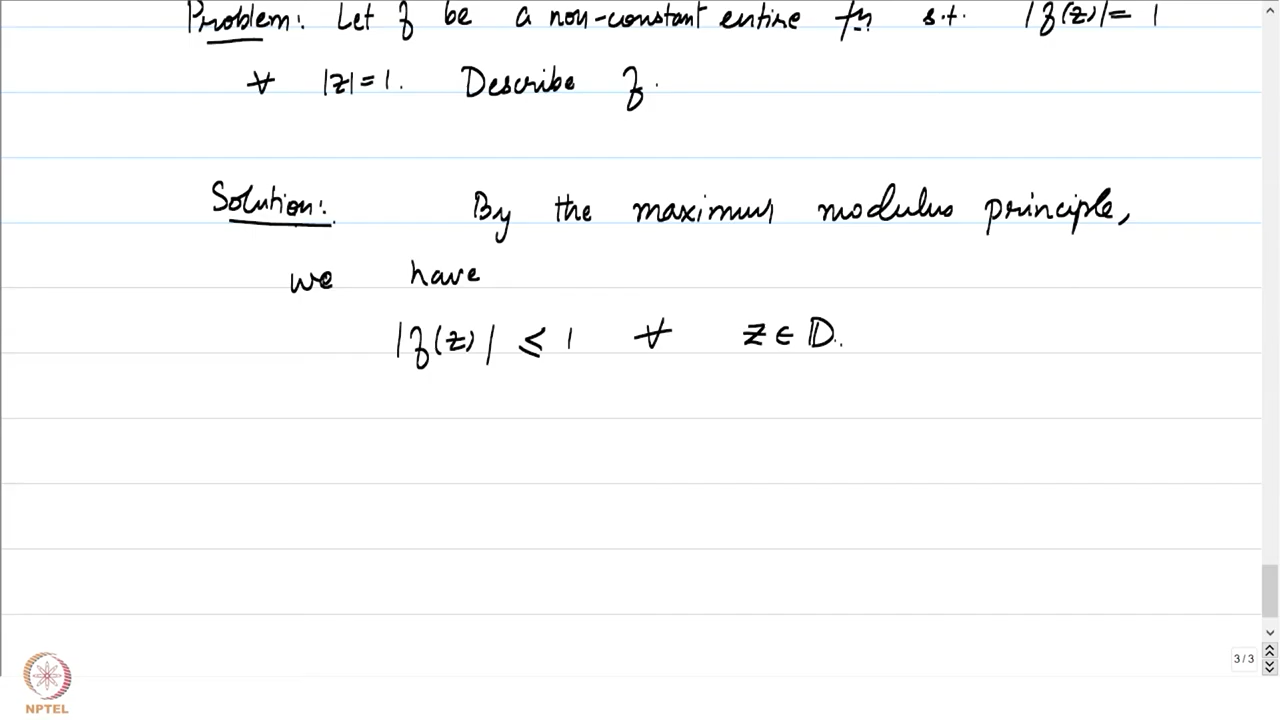 Problem: Let f be a non-constant entire fn. s.t. |f(z)| = 1
∀ |z| = 1. Describe f.
Solution: By the maximus modulus principle,
we have
|f(z)| ≤ 1 ∀ z ∈ 𝔻.
3 / 3
NPTEL